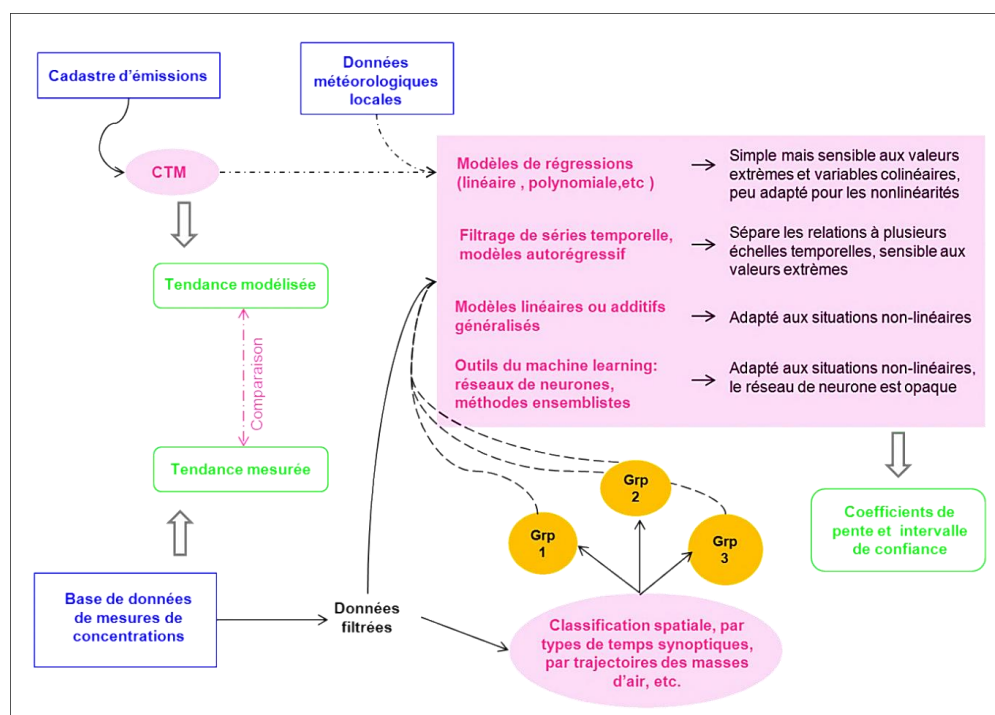 Cadastre d'émissions
Données
météorologiques
locales
CTM
Modèles de régressions
(linéaire , polynomiale,etc )
Simple mais sensible aux valeurs
extrêmes et variables colinéaires,
peu adapté pour les nonlinéarités
Filtrage de séries temporelle,
modèles autorégressif
Sépare les relations à plusieurs
échelles temporelles, sensible aux
valeurs extrêmes
Modèles linéaires ou additifs
généralisés
Adapté aux situations non-linéaires
Outils du machine learning:
réseaux de neurones,
méthodes ensemblistes
Adapté aux situations non-linéaires,
le réseau de neurone est opaque
Tendance modélisée
Comparaison
Tendance mesurée
Grp
1
Grp
2
Grp
3
Coefficients de
pente et intervalle
de confiance
Base de données
de mesures de
concentrations
Données
filtrées
Classification spatiale, par
types de temps synoptiques,
par trajectoires des masses
d'air, etc.